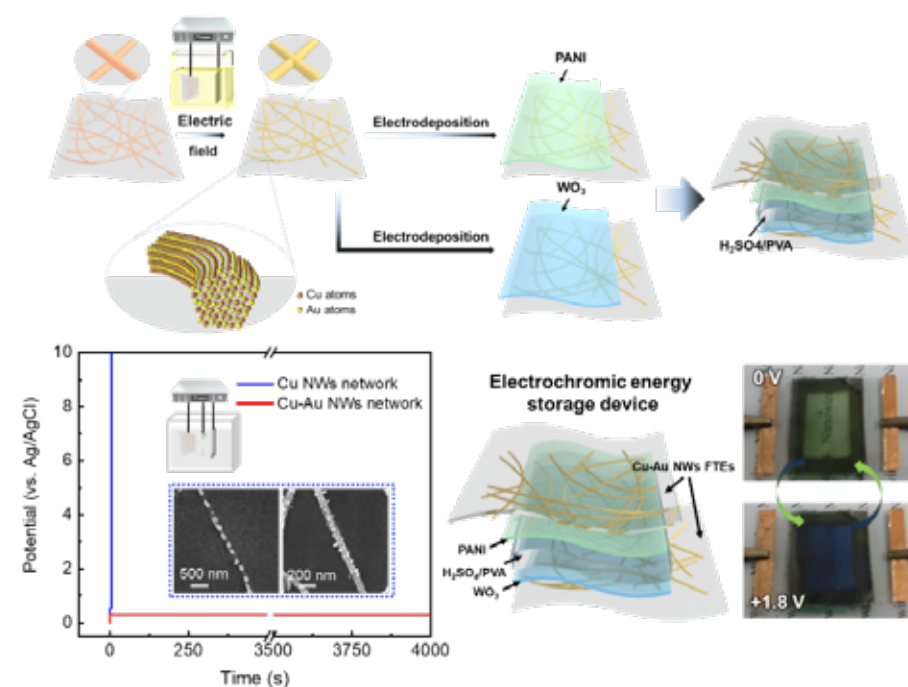 PANI
Electric
field
Electrodeposition
WO₃
Electrodeposition
H₂SO4/PVA
Cu atoms
Au atoms
10
8
6
4
2
0
Potential (vs. Ag/AgCl)
Cu NWs network
Cu-Au NWs network
500 nm
200 nm
0
250
3500
3750
4000
Time (s)
Electrochromic energy
storage device
Cu-Au NWs FTEs
PANI
H₂SO₄/PVA
WO₃
0 V
+1.8 V